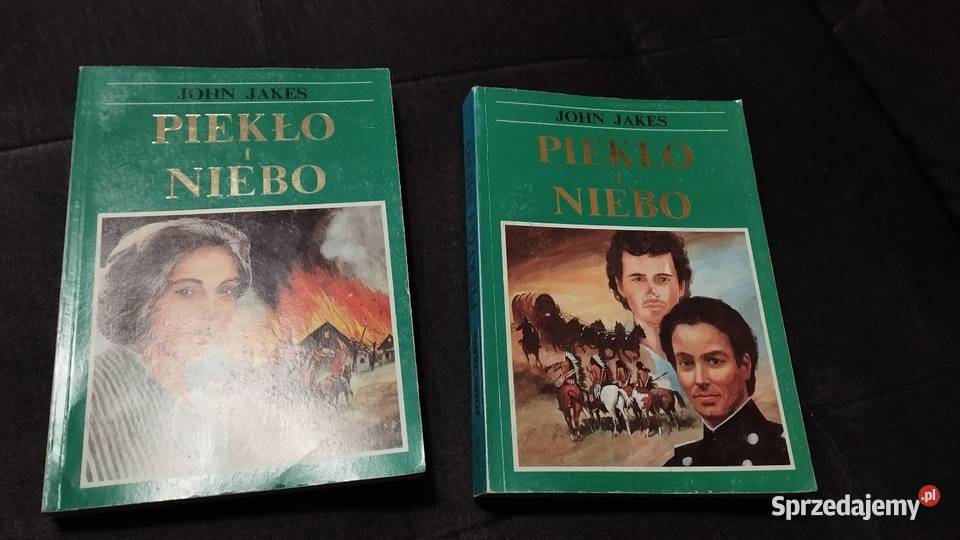 JOHN JAKES
PIEKŁO
I
NIEBO
JOHN JAKES
PIEKŁO
I
NIEBO
Sprzedajemy.pl